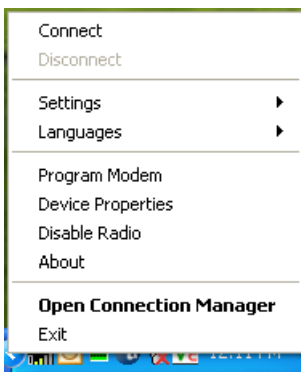 Connect
Disconnect
Settings
Languages
Program Modem
Device Properties
Disable Radio
About
Open Connection Manager
Exit